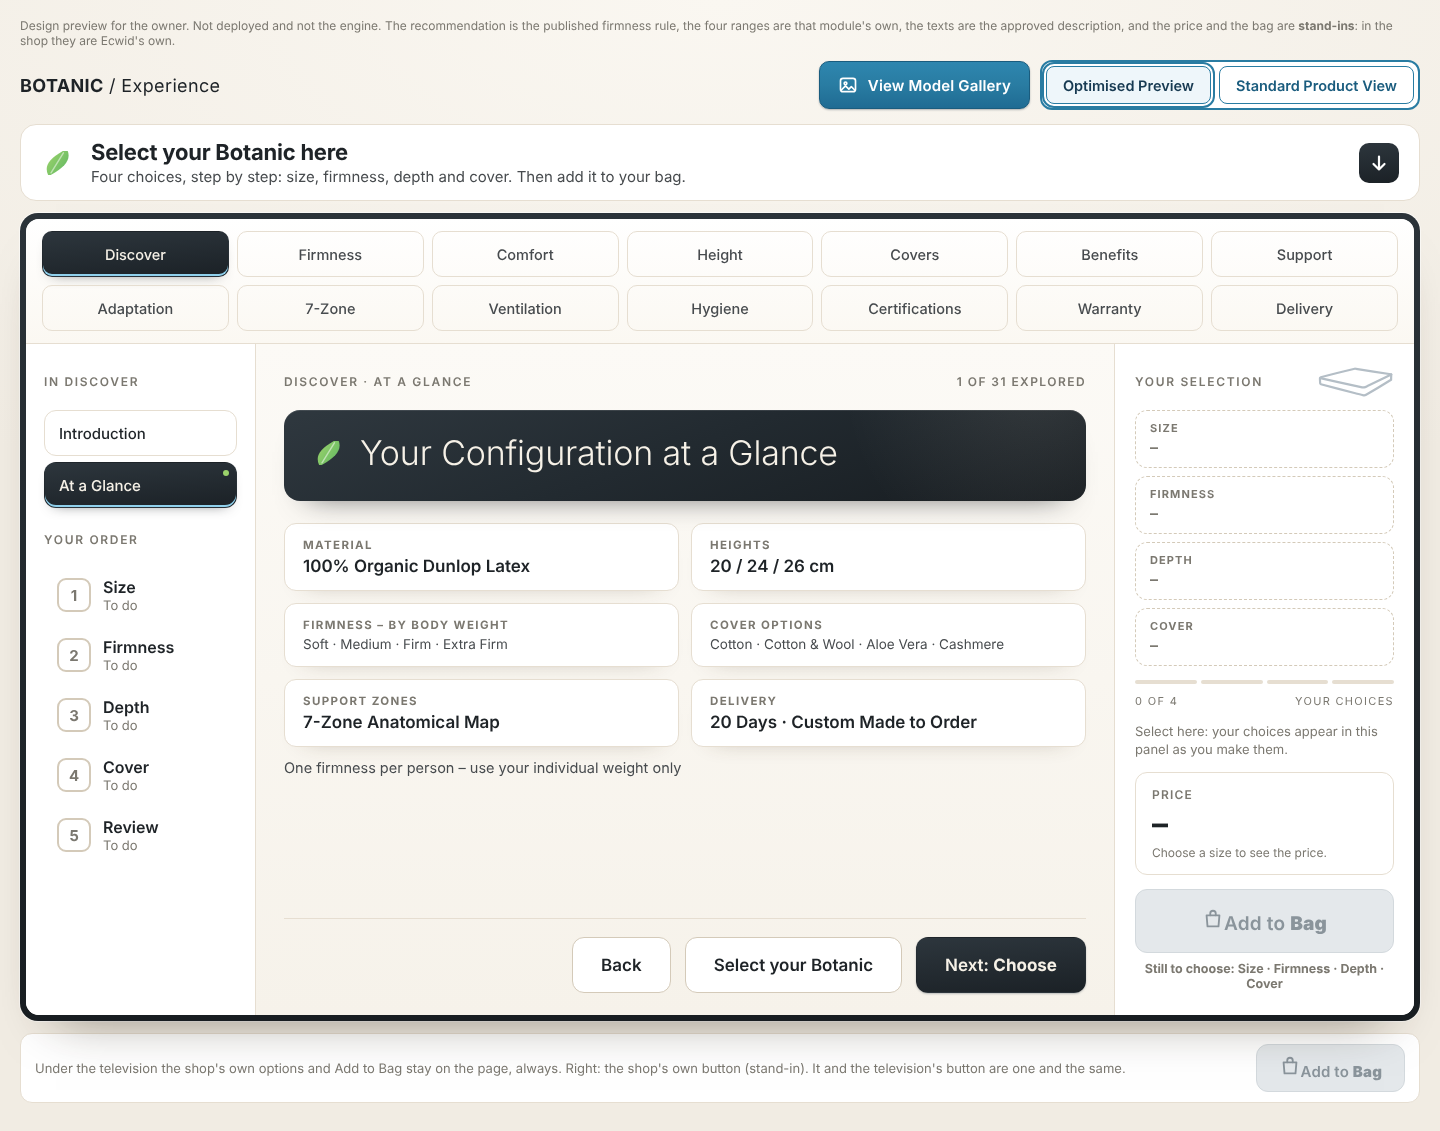 Design preview for the owner. Not deployed and not the engine. The recommendation is the published firmness rule, the four ranges are that module's own, the texts are the approved description, and the price and the bag are stand-ins: in the
shop they are Ecwid's own.
BOTANIC / Experience
View Model Gallery
Optimised Preview
Standard Product View
Select your Botanic here
Four choices, step by step: size, firmness, depth and cover. Then add it to your bag.
Discover
Firmness
Comfort
Height
Covers
Benefits
Support
Adaptation
7-Zone
Ventilation
Hygiene
Certifications
Warranty
Delivery
IN DISCOVER
Introduction
At a Glance
YOUR ORDER
1
Size
To do
2
Firmness
To do
3
Depth
To do
4
Cover
To do
5
Review
To do
DISCOVER · AT A GLANCE
1 OF 31 EXPLORED
Your Configuration at a Glance
MATERIAL
100% Organic Dunlop Latex
HEIGHTS
20 / 24 / 26 cm
FIRMNESS – BY BODY WEIGHT
Soft · Medium · Firm · Extra Firm
COVER OPTIONS
Cotton · Cotton & Wool · Aloe Vera · Cashmere
SUPPORT ZONES
7-Zone Anatomical Map
DELIVERY
20 Days · Custom Made to Order
One firmness per person – use your individual weight only
Back
Select your Botanic
Next: Choose
YOUR SELECTION
SIZE
–
FIRMNESS
–
DEPTH
–
COVER
–
0 OF 4
YOUR CHOICES
Select here: your choices appear in this
panel as you make them.
PRICE
–
Choose a size to see the price.
Add to Bag
Still to choose: Size · Firmness · Depth ·
Cover
Under the television the shop's own options and Add to Bag stay on the page, always. Right: the shop's own button (stand-in). It and the television's button are one and the same.
Add to Bag